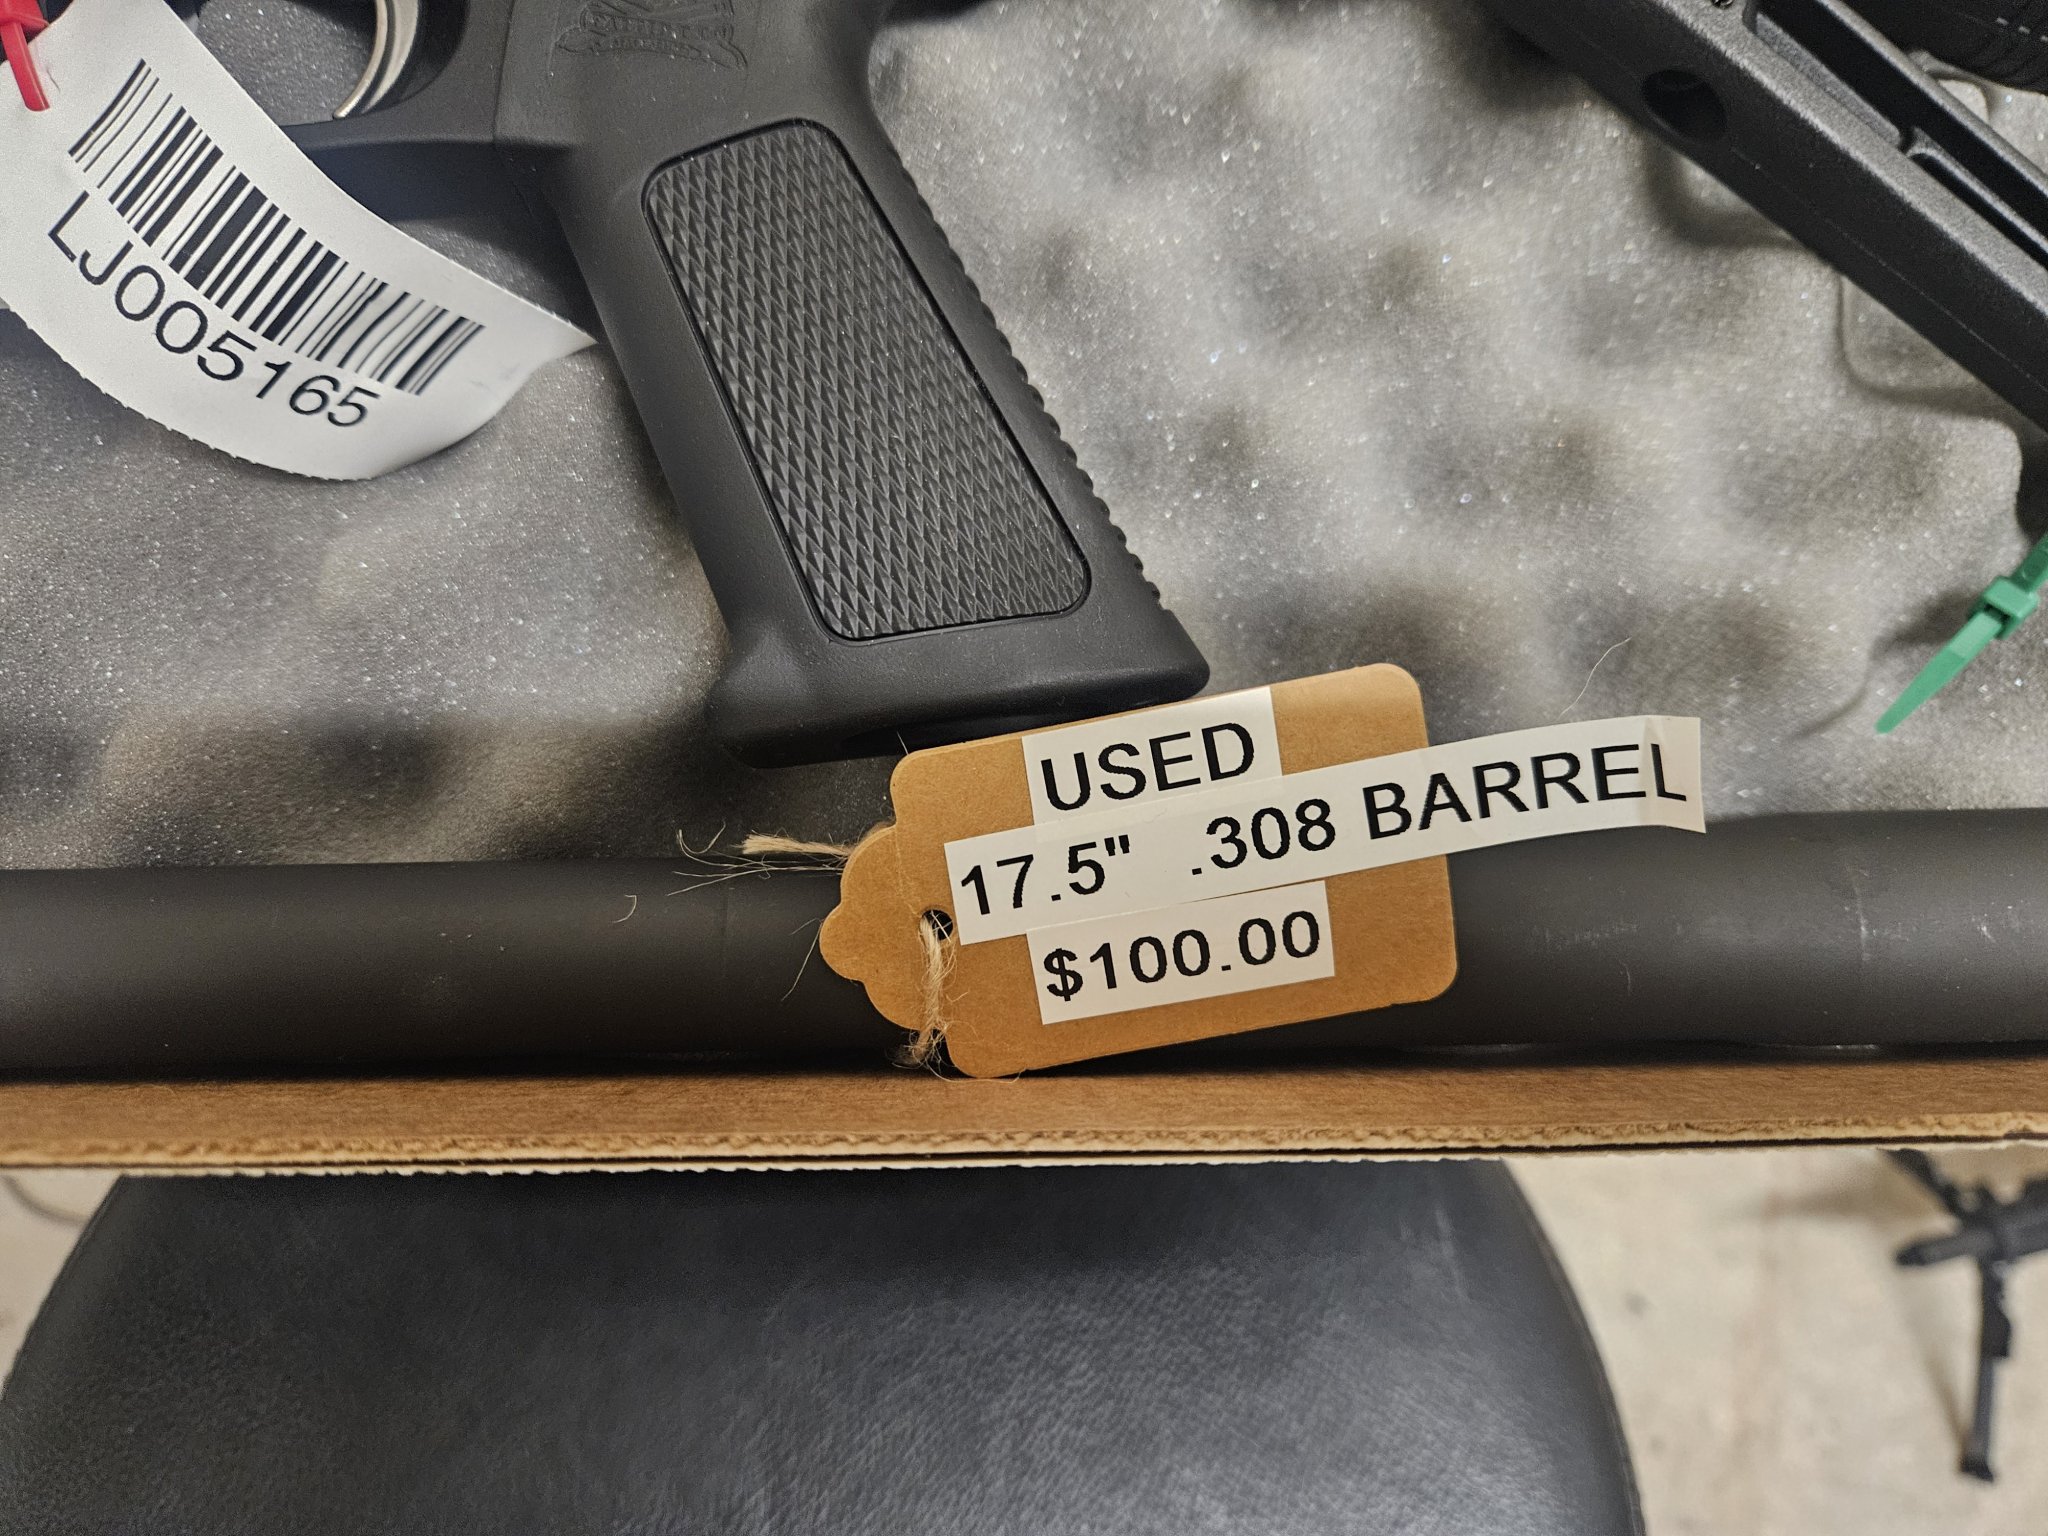 LJ005165
USED
17.5" .308 BARREL
$100.00